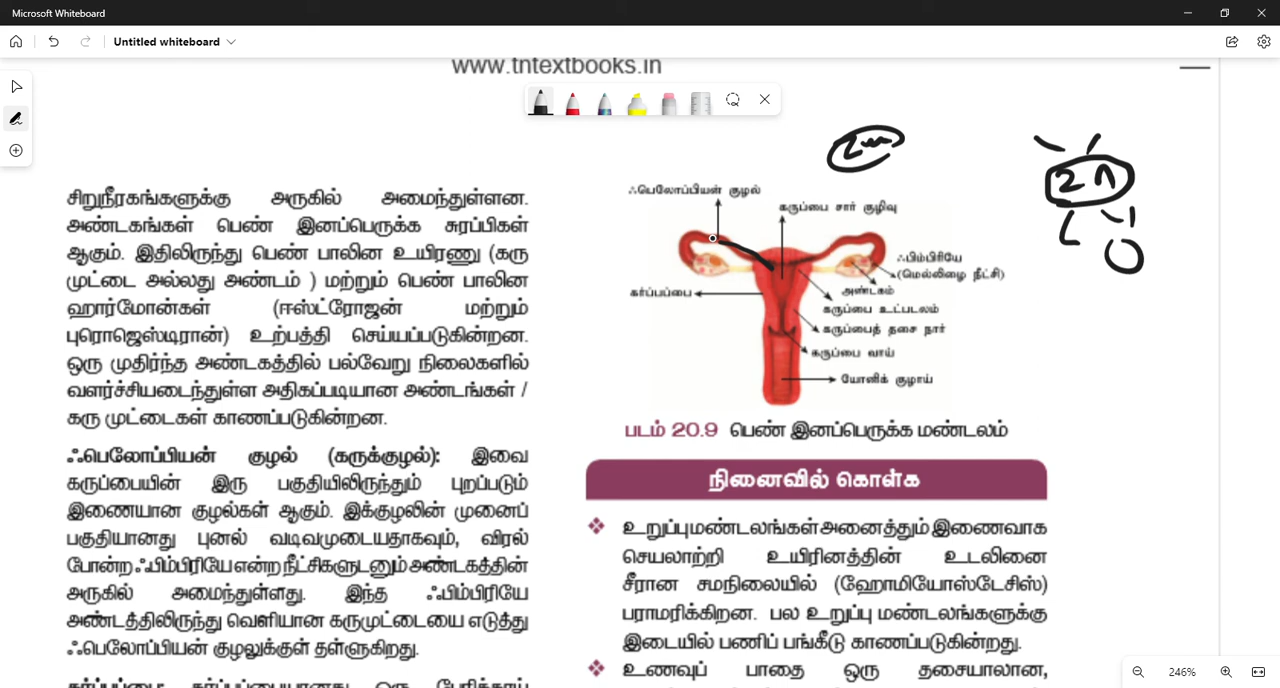 Microsoft Whiteboard
Untitled whiteboard
www.tntextbooks.in
சிறுநீரகங்களுக்கு அருகில் அமைந்துள்ளன.
அண்டகங்கள் பெண் இனப்பெருக்க சுரப்பிகள்
ஆகும். இதிலிருந்து பெண் பாலின உயிரணு (கரு
முட்டை அல்லது அண்டம் ) மற்றும் பெண் பாலின
ஹார்மோன்கள் (ஈஸ்ட்ரோஜன் மற்றும்
புரொஜெஸ்டிரான்) உற்பத்தி செய்யப்படுகின்றன.
ஒரு முதிர்ந்த அண்டகத்தில் பல்வேறு நிலைகளில்
வளர்ச்சியடைந்துள்ள அதிகப்படியான அண்டங்கள் /
கரு முட்டைகள் காணப்படுகின்றன.
ஃபெலோப்பியன் குழல் (கருக்குழல்): இவை
கருப்பையின் இரு பகுதியிலிருந்தும் புறப்படும்
இணையான குழல்கள் ஆகும். இக்குழலின் முனைப்
பகுதியானது புனல் வடிவமுடையதாகவும், விரல்
போன்ற ஃபிம்பிரியே என்ற நீட்சிகளுடனும் அண்டகத்தின்
அருகில் அமைந்துள்ளது. இந்த ஃபிம்பிரியே
அண்டத்திலிருந்து வெளியான கருமுட்டையை எடுத்து
ஃபெலோப்பியன் குழலுக்குள் தள்ளுகிறது.
2n
ஃபெலோப்பியன் குழல்
கருப்பை சார் குழிவு
ஃபிம்பிரியே
(மெல்லிழை நீட்சி)
அண்டகம்
கர்ப்பப்பை
கருப்பை உட்படலம்
கருப்பைத் தசை நார்
கருப்பை வாய்
யோனிக் குழாய்
படம் 20.9 பெண் இனப்பெருக்க மண்டலம்
நினைவில் கொள்க
உறுப்பு மண்டலங்கள் அனைத்தும் இணைவாக
செயலாற்றி உயிரினத்தின் உடலினை
சீரான சமநிலையில் (ஹோமியோஸ்டேசிஸ்)
பராமரிக்கிறன. பல உறுப்பு மண்டலங்களுக்கு
இடையில் பணிப் பங்கீடு காணப்படுகின்றது.
உணவுப் பாதை ஒரு தசையாலான,
246%